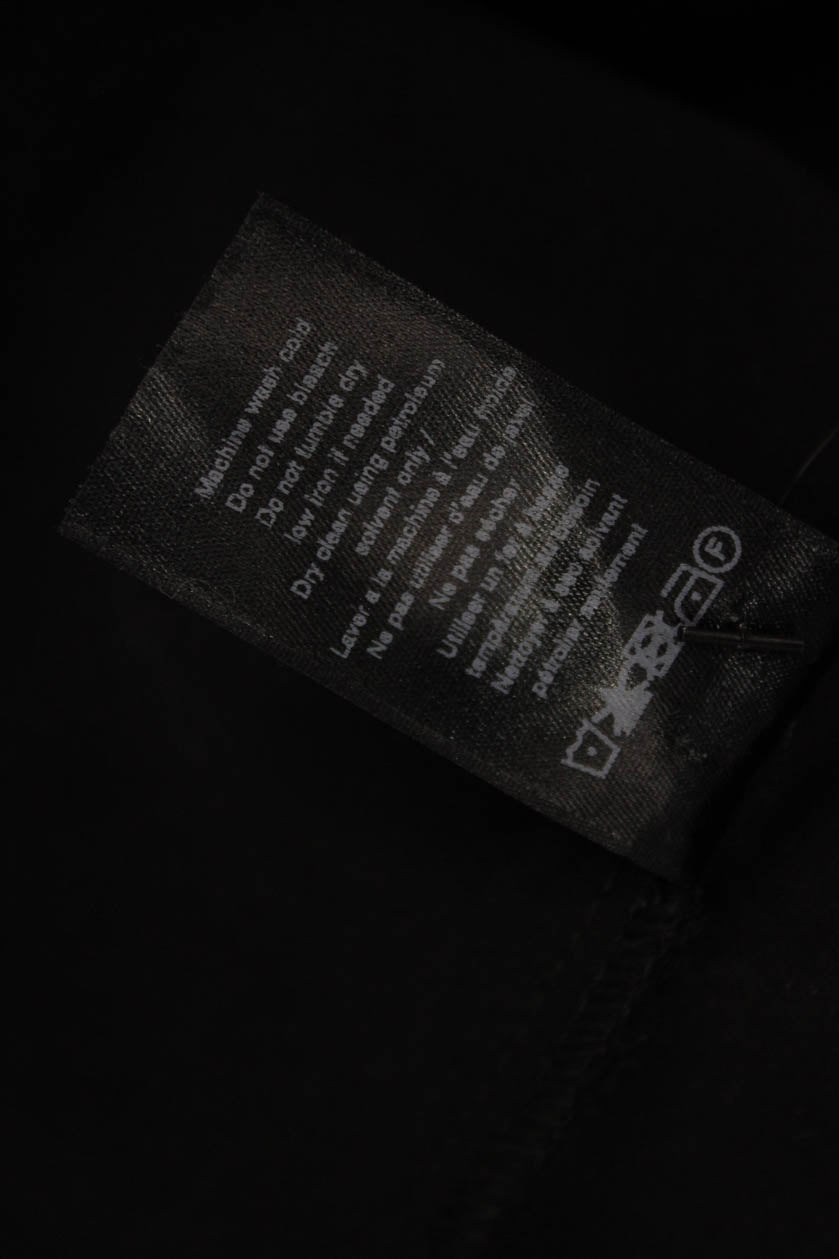 Machine wash cold
Do not use bleach
Do not tumble dry
low iron if needed
Dry clean using petroleum
solvent only /
Laver a la machine à l'eau froide
Ne pas utiliser d'eau de javel
Ne pas sécher
Utiliser un fer à
besoin
Nettoyer à sec solvant
pétrolier seulement
F